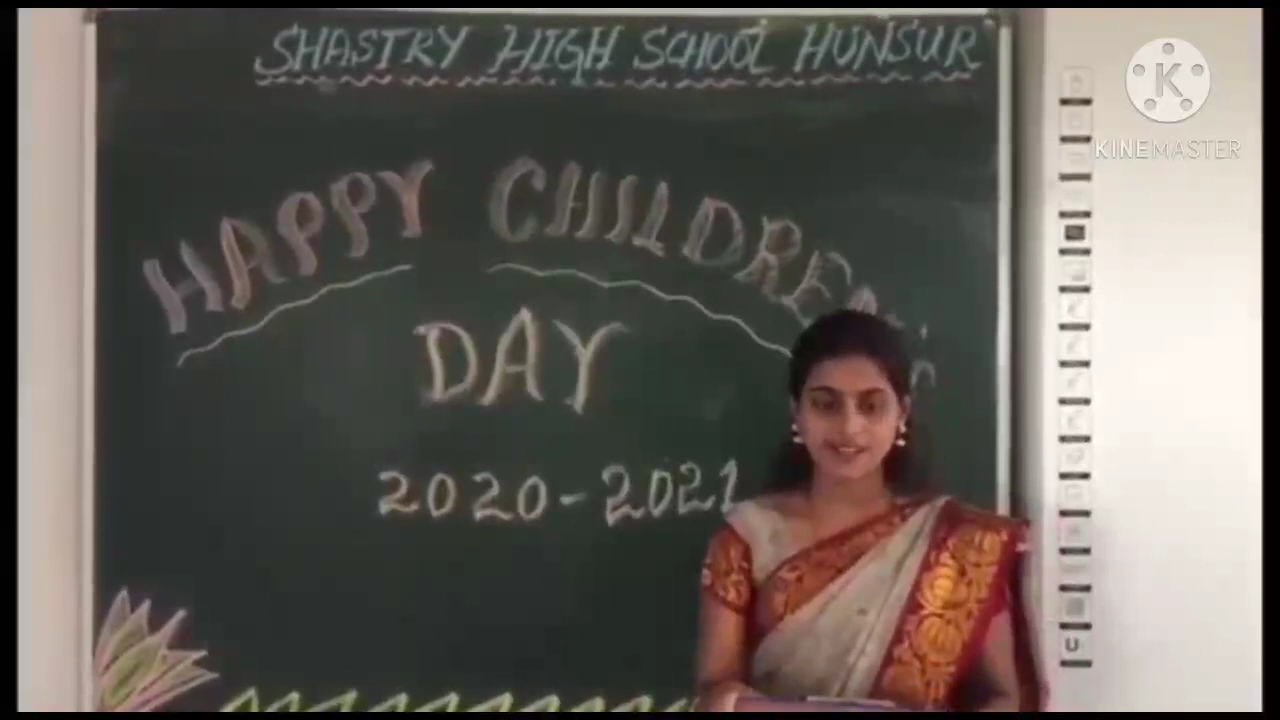 SHASTRY HIGH SCHOOL HUNSUR
K
KINEMASTER
HAPPY CHILDREN'S
DAY
2020-2021
U